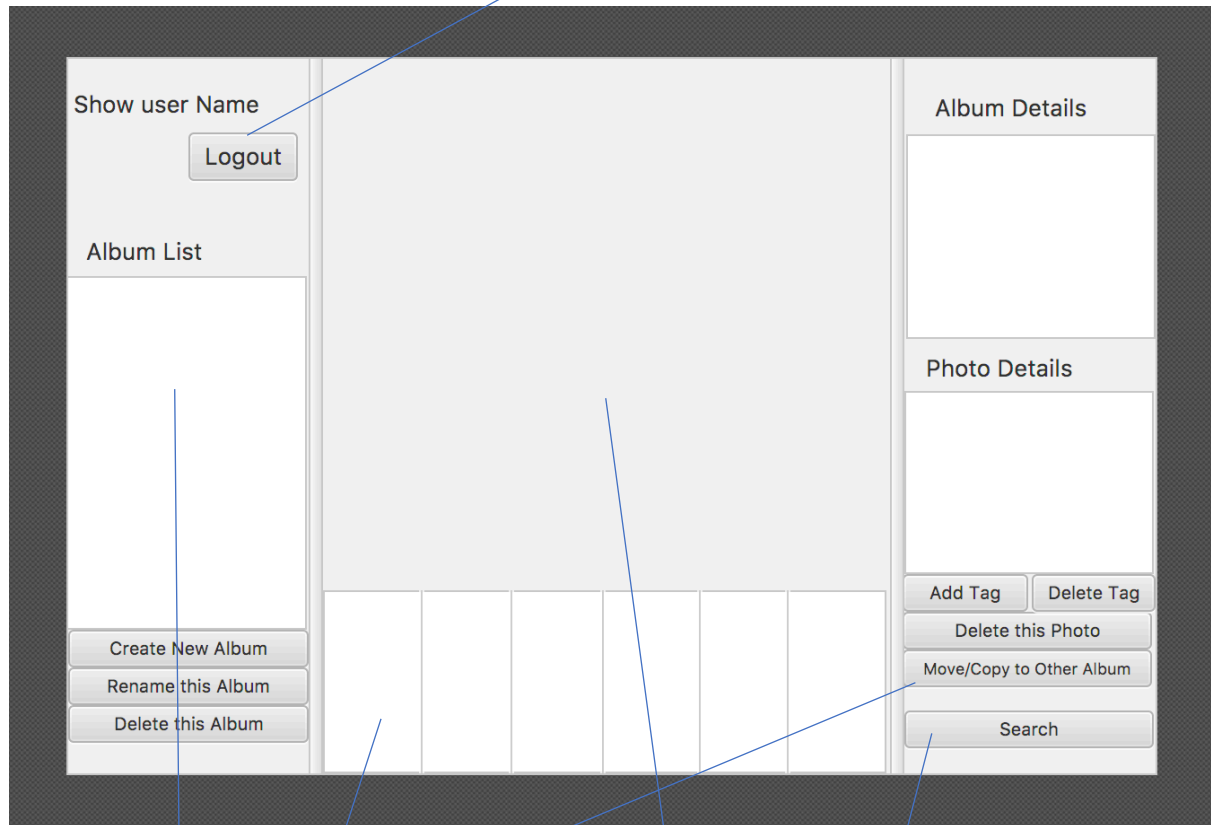 Show user Name
Logout
Album List
Create New Album
Rename this Album
Delete this Album
Album Details
Photo Details
Add Tag
Delete Tag
Delete this Photo
Move/Copy to Other Album
Search